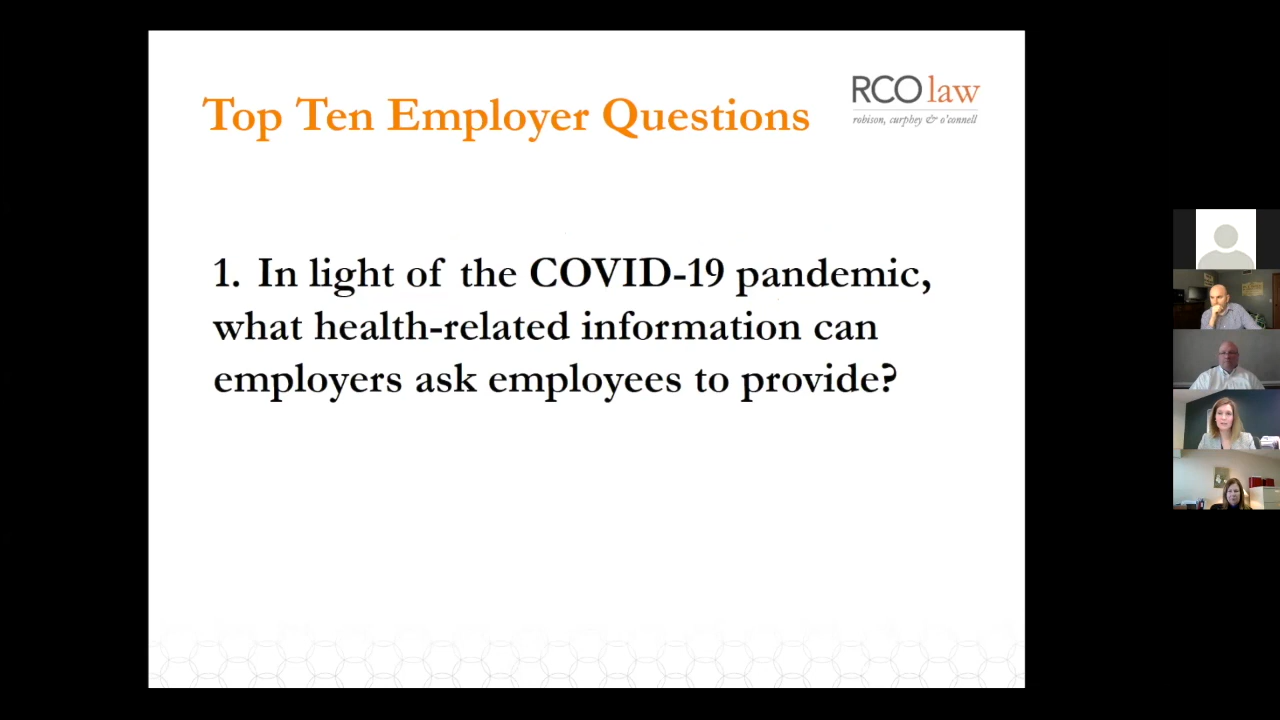 Top Ten Employer Questions
RCO law
robison, curphey & o'connell
1. In light of the COVID-19 pandemic,
what health-related information can
employers ask employees to provide?